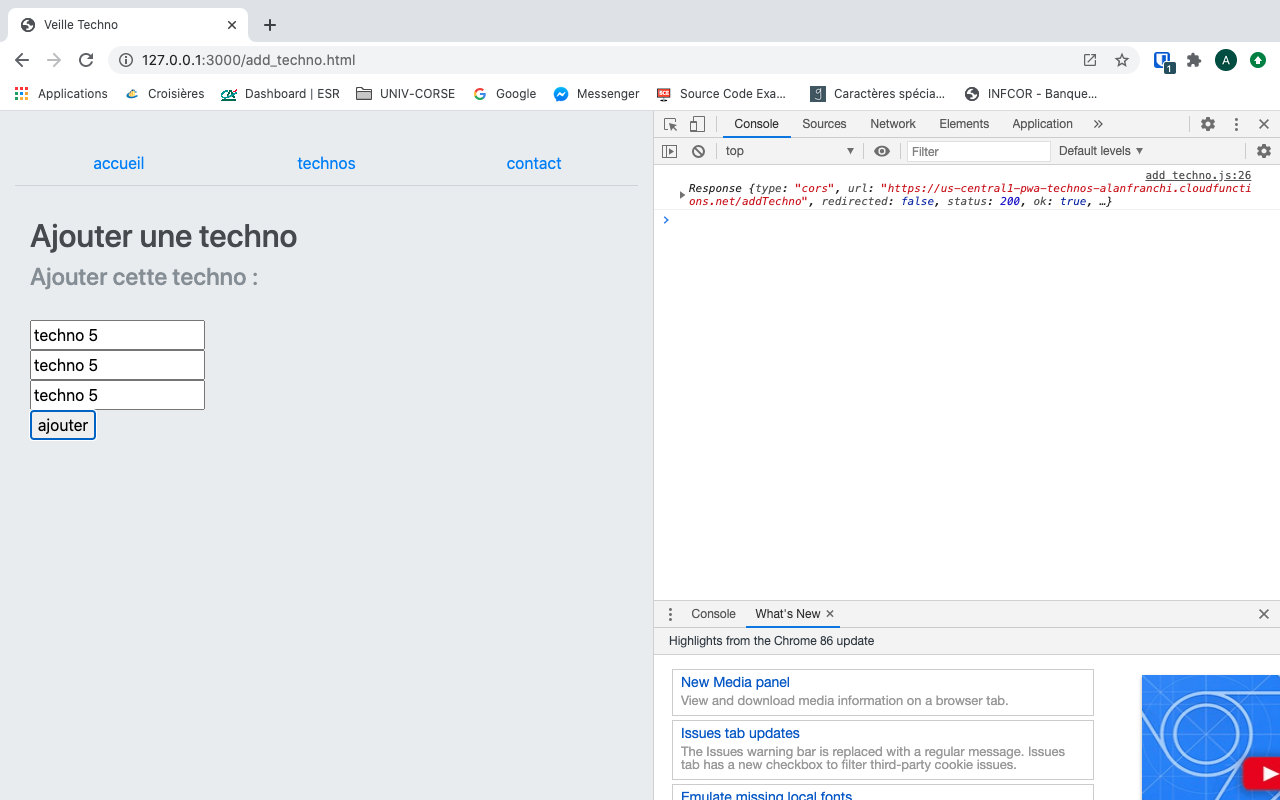 Veille Techno
127.0.0.1:3000/add_techno.html
1
A
Applications
Croisières
Dashboard | ESR
UNIV-CORSE
Google
Messenger
Source Code Exa...
Caractères spécia...
INFCOR - Banque...
accueil
technos
contact
Ajouter une techno
Ajouter cette techno :
techno 5
techno 5
techno 5
ajouter
Console
Sources
Network
Elements
Application
top
Filter
Default levels
add_techno.js:26
Response {type: "cors", url: "https://us-central1-pwa-technos-alanfranchi.cloudfuncti
ons.net/addTechno", redirected: false, status: 200, ok: true, …}
Console
What's New
Highlights from the Chrome 86 update
New Media panel
View and download media information on a browser tab.
Issues tab updates
The Issues warning bar is replaced with a regular message. Issues
tab has a new checkbox to filter third-party cookie issues.
Emulate missing local fonts